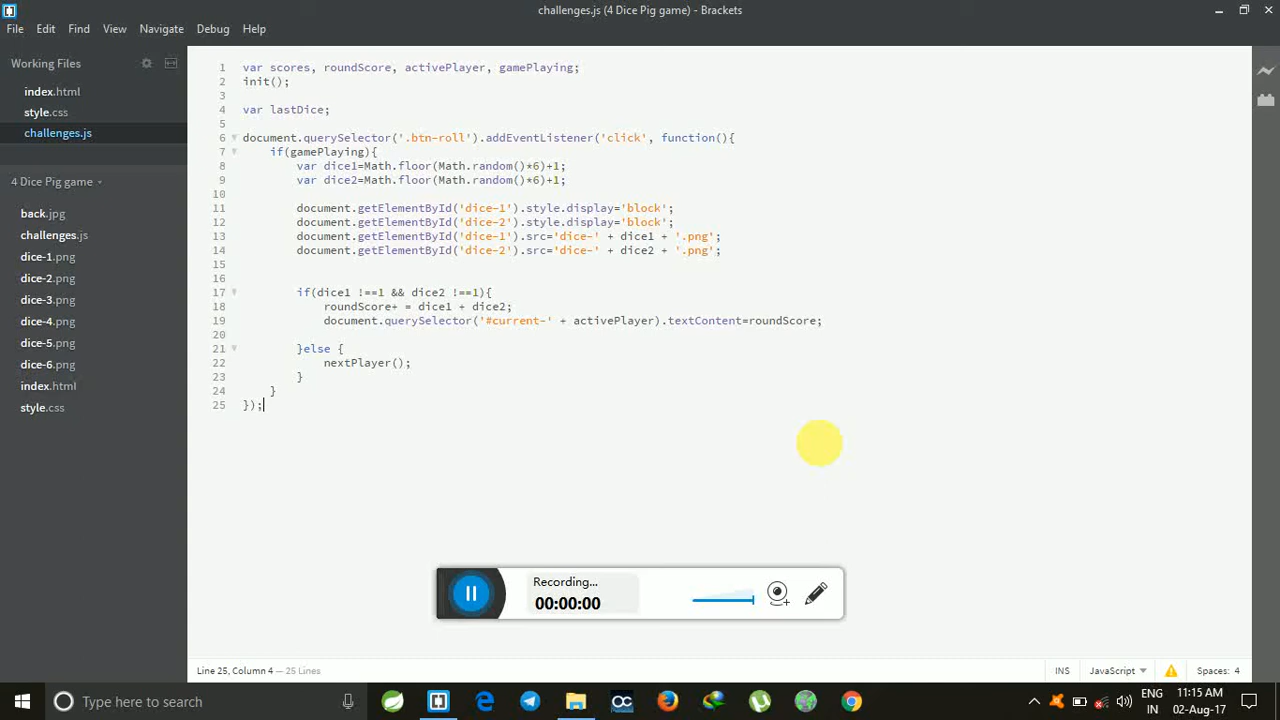 challenges.js (4 Dice Pig game) - Brackets
File Edit Find View Navigate Debug Help
Working Files
index.html
style.css
challenges.js
4 Dice Pig game
back.jpg
challenges.js
dice-1.png
dice-2.png
dice-3.png
dice-4.png
dice-5.png
dice-6.png
index.html
style.css
1 var scores, roundScore, activePlayer, gamePlaying;
2 init();
3
4 var lastDice;
5
6 document.querySelector('.btn-roll').addEventListener('click', function(){
7 if(gamePlaying){
8 var dice1=Math.floor(Math.random()*6)+1;
9 var dice2=Math.floor(Math.random()*6)+1;
10
11 document.getElementById('dice-1').style.display='block';
12 document.getElementById('dice-2').style.display='block';
13 document.getElementById('dice-1').src='dice-' + dice1 + '.png';
14 document.getElementById('dice-2').src='dice-' + dice2 + '.png';
15
16
17 if(dice1 !==1 && dice2 !==1){
18 roundScore+ = dice1 + dice2;
19 document.querySelector('#current-' + activePlayer).textContent=roundScore;
20
21 }else {
22 nextPlayer();
23 }
24 }
25 });
Recording...
00:00:00
Line 25, Column 4 — 25 Lines
INS JavaScript Spaces: 4
Type here to search
ENG 11:15 AM
IN 02-Aug-17